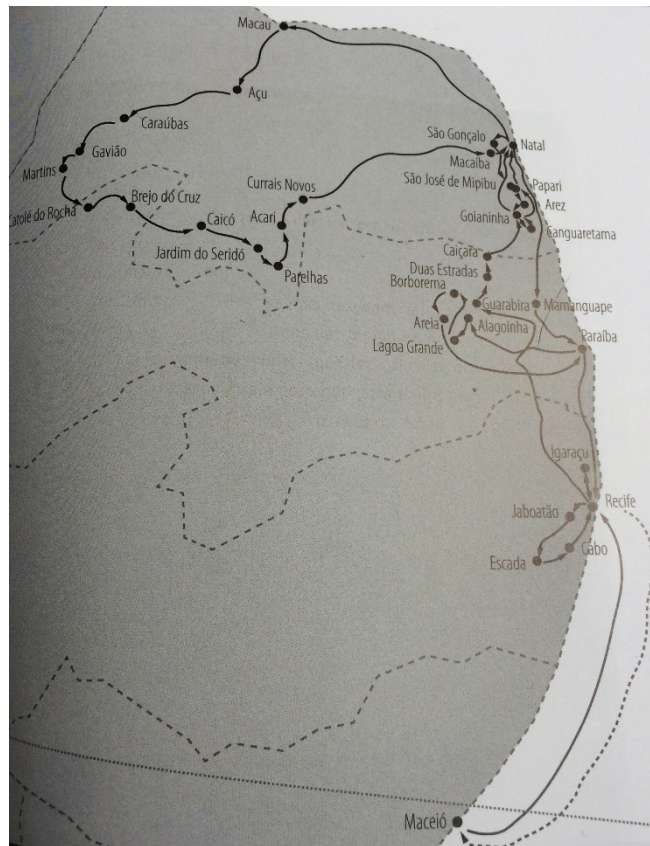 Macau
Açu
Caraúbas
São Gonçalo
Natal
Gavião
Macaíba
Martins
São José de Mipibu
Papari
Currais Novos
Brejo do Cruz
Arez
Catolé do Rocha
Acari
Goianinha
Caicó
Canguaretama
Jardim do Seridó
Caiçara
Parelhas
Duas Estradas
Borborema
Guarabira
Mamanguape
Areia
Alagoinha
Paraíba
Lagoa Grande
Igaraçu
Recife
Jaboatão
Cabo
Escada
Maceió